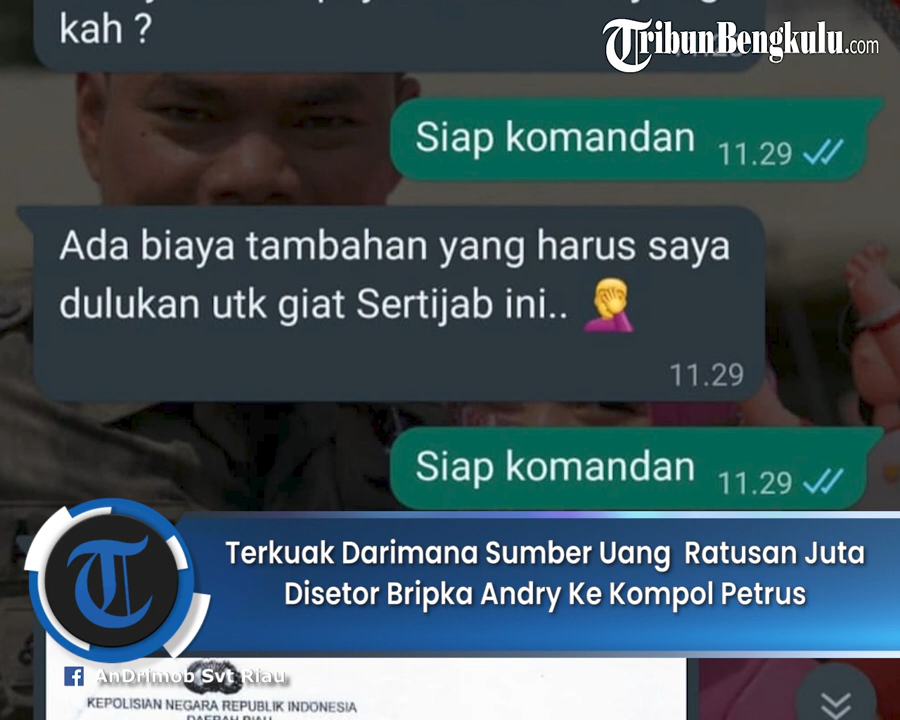 kah ?
TribunBengkulu.com
Siap komandan 11.29
Ada biaya tambahan yang harus saya
dulukan utk giat Sertijab ini.. 🤦
11.29
Siap komandan 11.29
Terkuak Darimana Sumber Uang Ratusan Juta
Disetor Bripka Andry Ke Kompol Petrus
AnDrimob Svt Riau
KEPOLISIAN NEGARA REPUBLIK INDONESIA
DAERAH RIAU